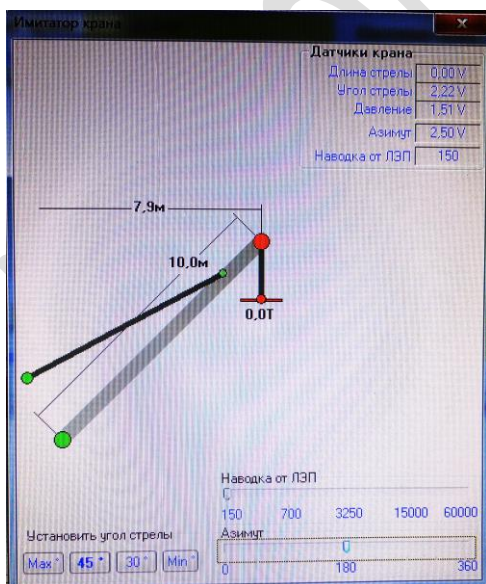 Имитатор крана
Датчики крана
Длина стрелы 0,00 V
Угол стрелы 2,22 V
Давление 1,51 V
Азимут 2,50 V
Наводка от ЛЭП 150
7,9м
10,0м
0,0Т
Наводка от ЛЭП
150 700 3250 15000 60000
Установить угол стрелы
Max° 45° 30° Min°
Азимут
0 180 360